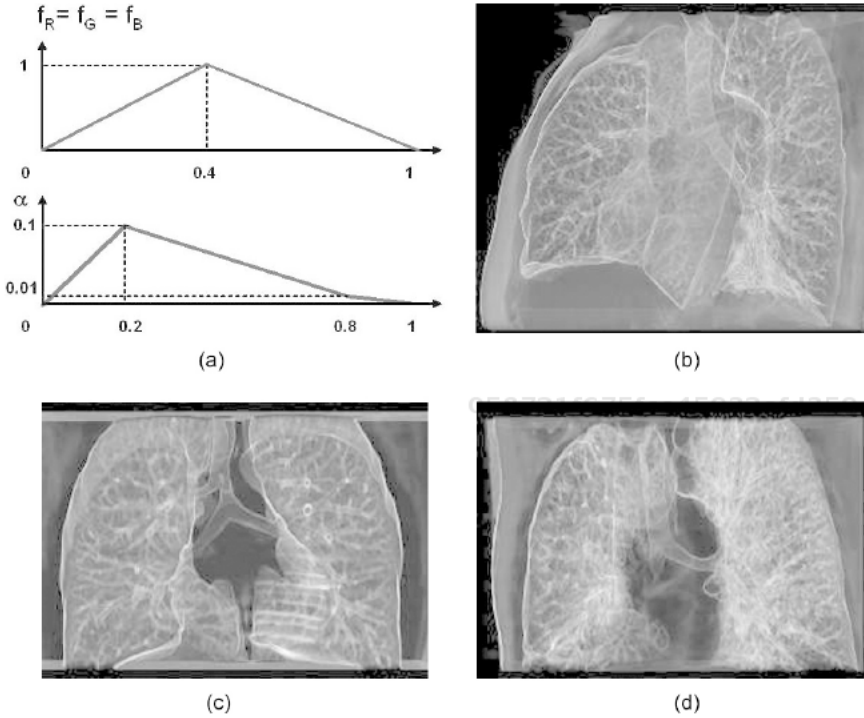 f_R = f_G = f_B
1
0 0.4 1
α
0.1
0.01
0 0.2 0.8 1
(a)
(b)
(c)
(d)